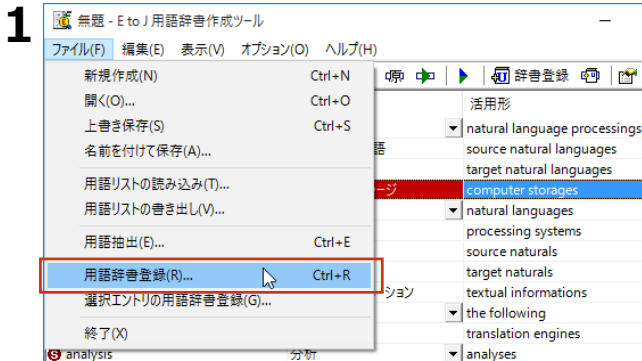 1
無題 - E to J 用語辞書作成ツール
ファイル(F) 編集(E) 表示(V) オプション(O) ヘルプ(H)
新規作成(N) Ctrl+N
開く(O)... Ctrl+O
上書き保存(S) Ctrl+S
名前を付けて保存(A)...
用語リストの読み込み(T)...
用語リストの書き出し(V)...
用語抽出(E)... Ctrl+E
用語辞書登録(R)... Ctrl+R
選択エントリの用語辞書登録(G)...
終了(X)
辞書登録
活用形
natural language processings
語 source natural languages
target natural languages
ージ computer storages
natural languages
processing systems
source naturals
target naturals
ション textual informations
the following
translation engines
analysis 分析 analyses